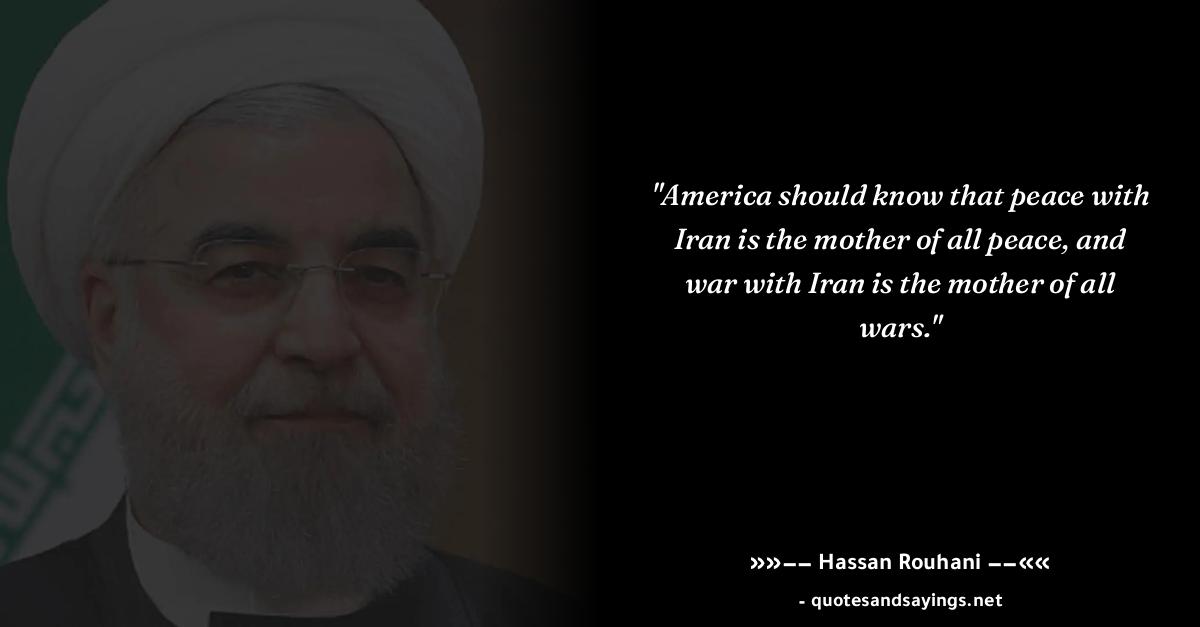 "America should know that peace with
Iran is the mother of all peace, and
war with Iran is the mother of all
wars."
»»−− Hassan Rouhani −−««
- quotesandsayings.net